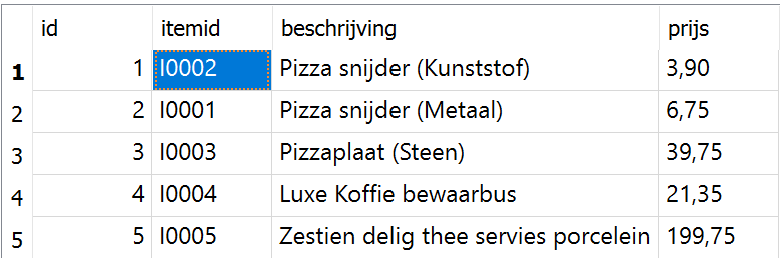 id itemid beschrijving prijs
1 1 I0002 Pizza snijder (Kunststof) 3,90
2 2 I0001 Pizza snijder (Metaal) 6,75
3 3 I0003 Pizzaplaat (Steen) 39,75
4 4 I0004 Luxe Koffie bewaarbus 21,35
5 5 I0005 Zestien delig thee servies porcelein 199,75